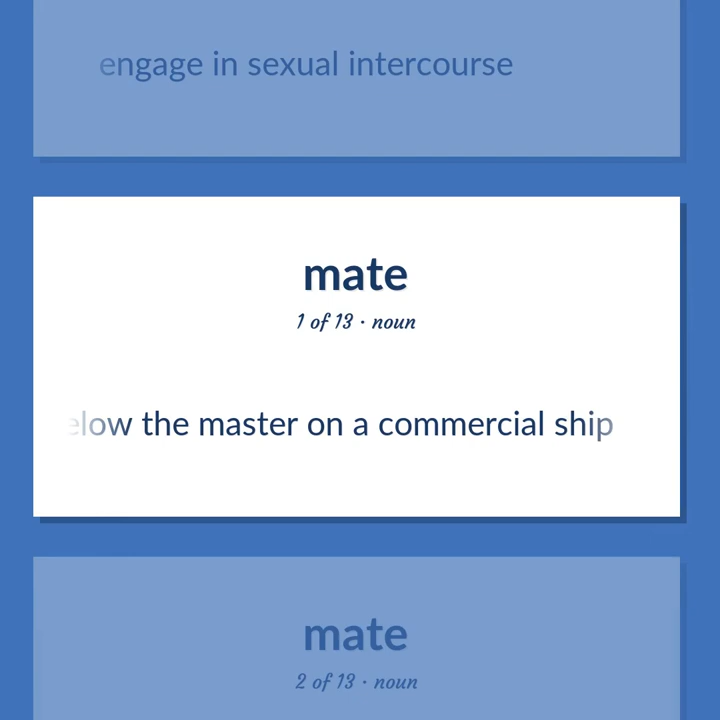 engage in sexual intercourse
mate
1 of 13 · noun
elow the master on a commercial ship
mate
2 of 13 · noun